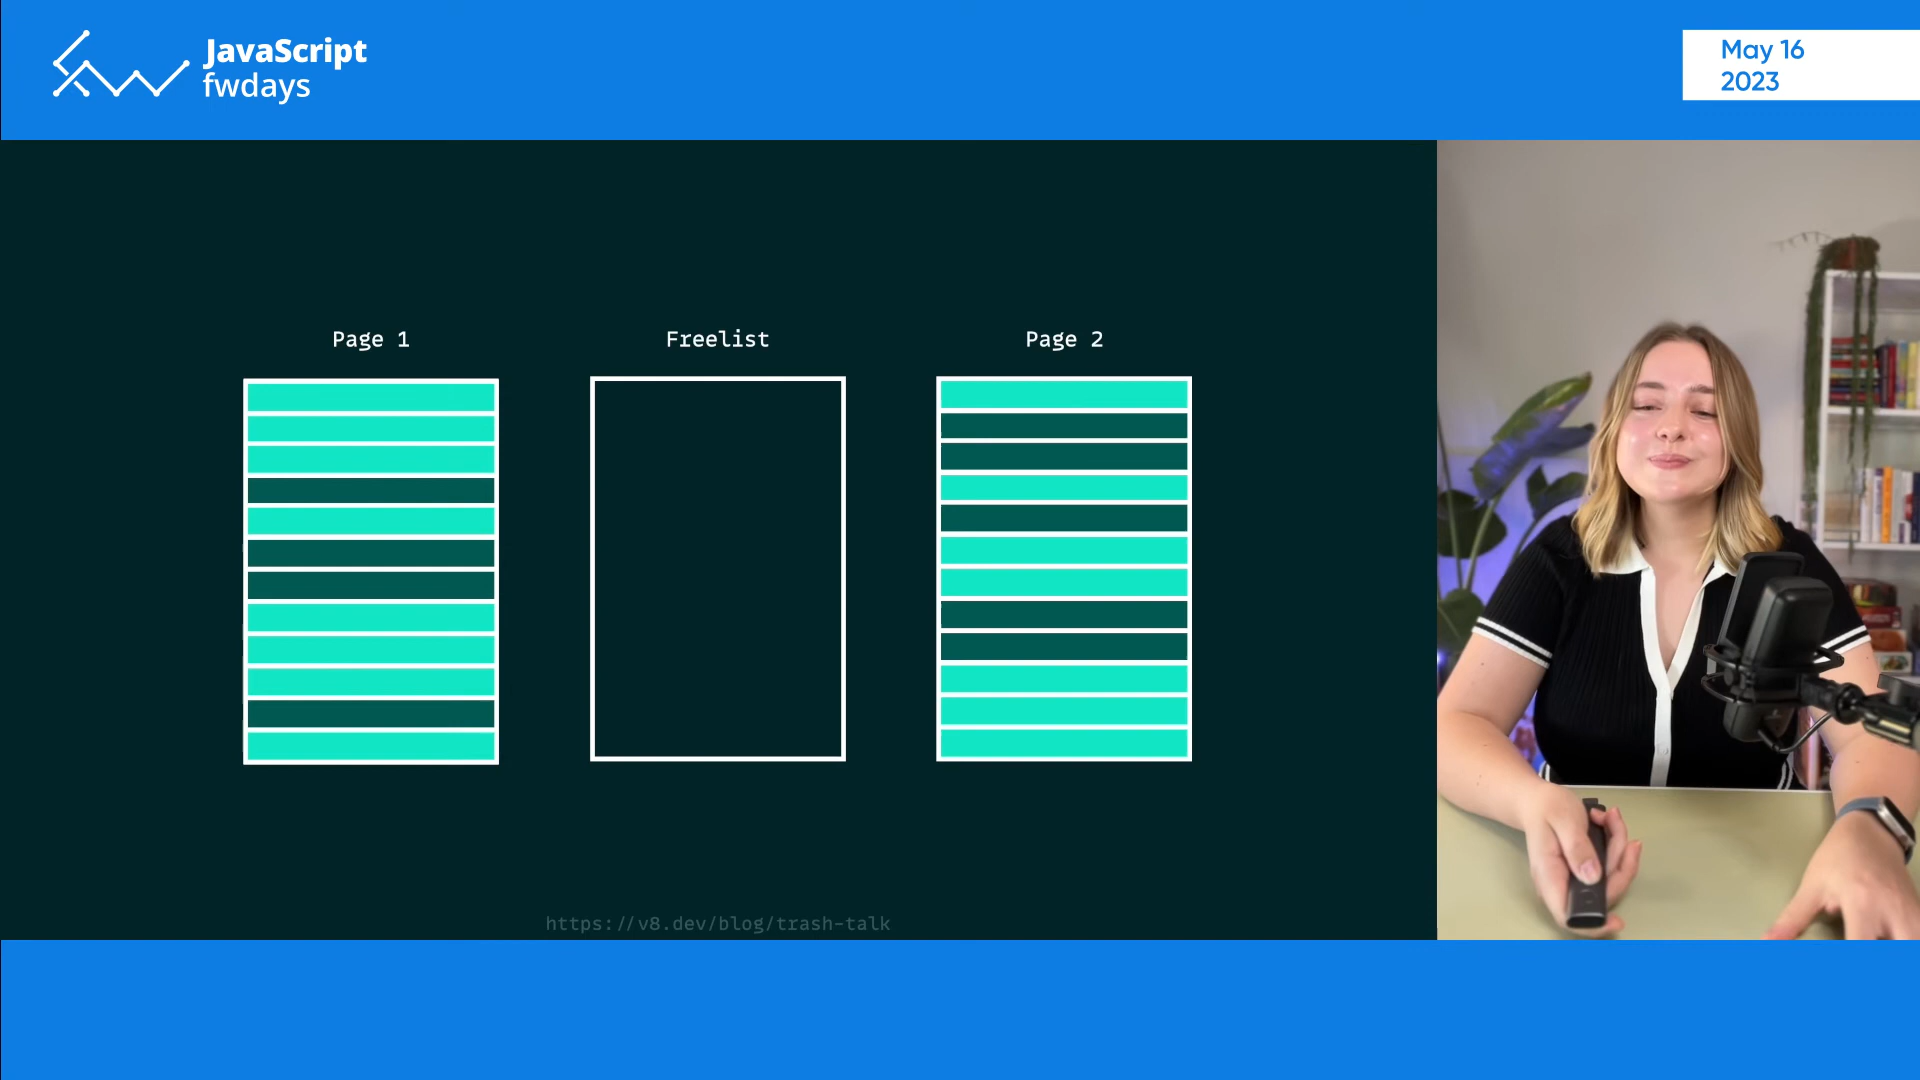 JavaScript
fwdays
May 16
2023
Page 1
Freelist
Page 2
https://v8.dev/blog/trash-talk